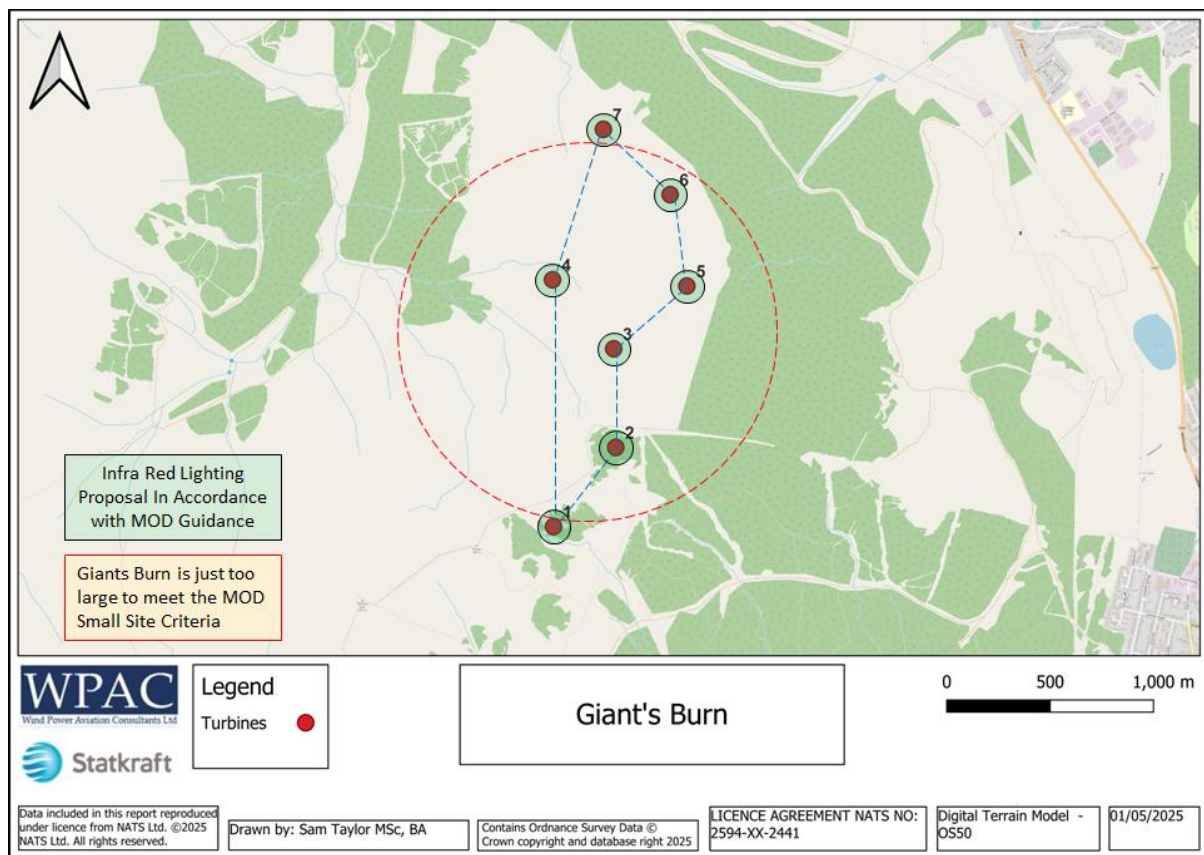 7
6
4
5
3
2
1
Infra Red Lighting
Proposal In Accordance
with MOD Guidance
Giants Burn is just too
large to meet the MOD
Small Site Criteria
WPAC
Wind Power Aviation Consultants Ltd
Statkraft
Legend
Turbines
Giant's Burn
0 500 1,000 m
Data included in this report reproduced
under licence from NATS Ltd. ©2025
NATS Ltd. All rights reserved.
Drawn by: Sam Taylor MSc, BA
Contains Ordnance Survey Data ©
Crown copyright and database right 2025
LICENCE AGREEMENT NATS NO:
2594-XX-2441
Digital Terrain Model -
OS50
01/05/2025